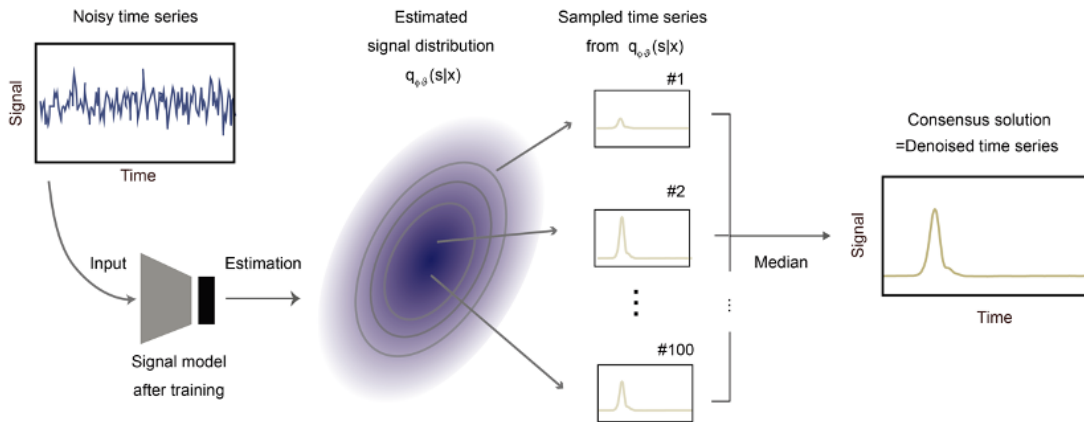 Noisy time series
Signal
Time
Input
Estimation
Signal model
after training
Estimated
signal distribution
qφθ(s|x)
Sampled time series
from qφθ(s|x)
#1
#2
⋮
#100
...
Median
Consensus solution
=Denoised time series
Signal
Time